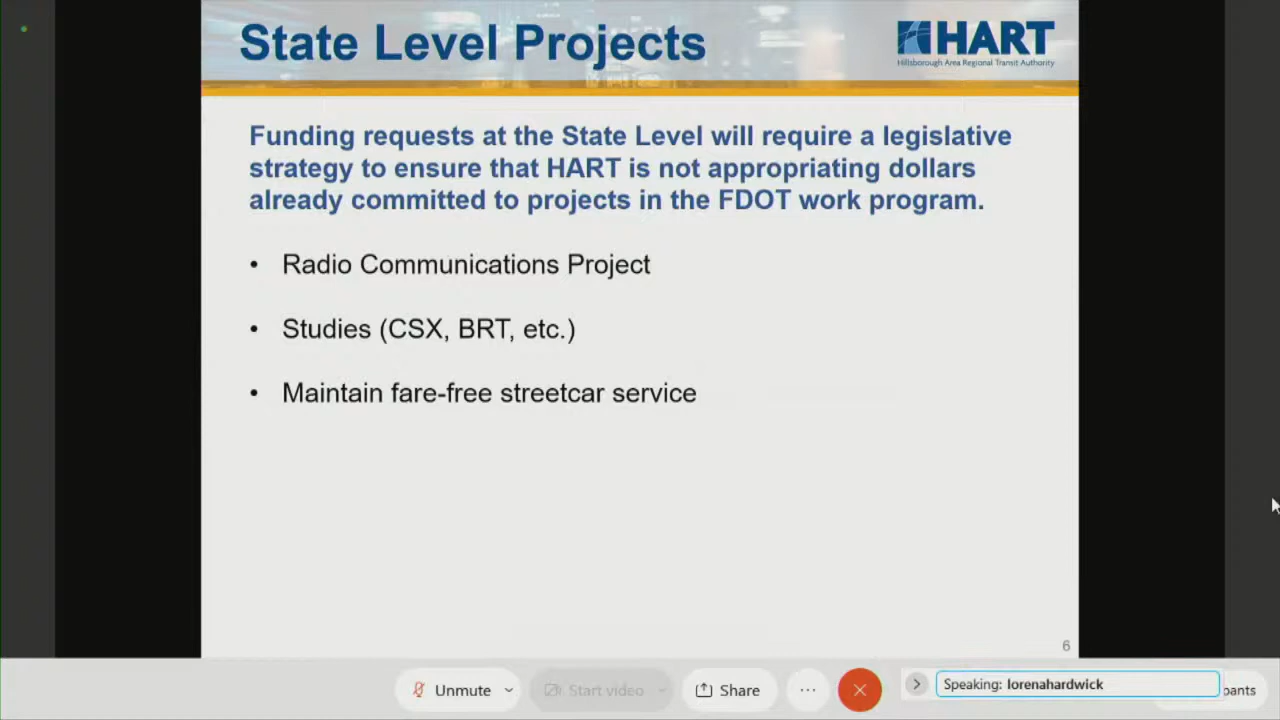 State Level Projects
HART
Hillsborough Area Regional Transit Authority
Funding requests at the State Level will require a legislative
strategy to ensure that HART is not appropriating dollars
already committed to projects in the FDOT work program.
• Radio Communications Project
• Studies (CSX, BRT, etc.)
• Maintain fare-free streetcar service
6
Unmute
Start video
Share
Speaking: lorenahardwick
pants